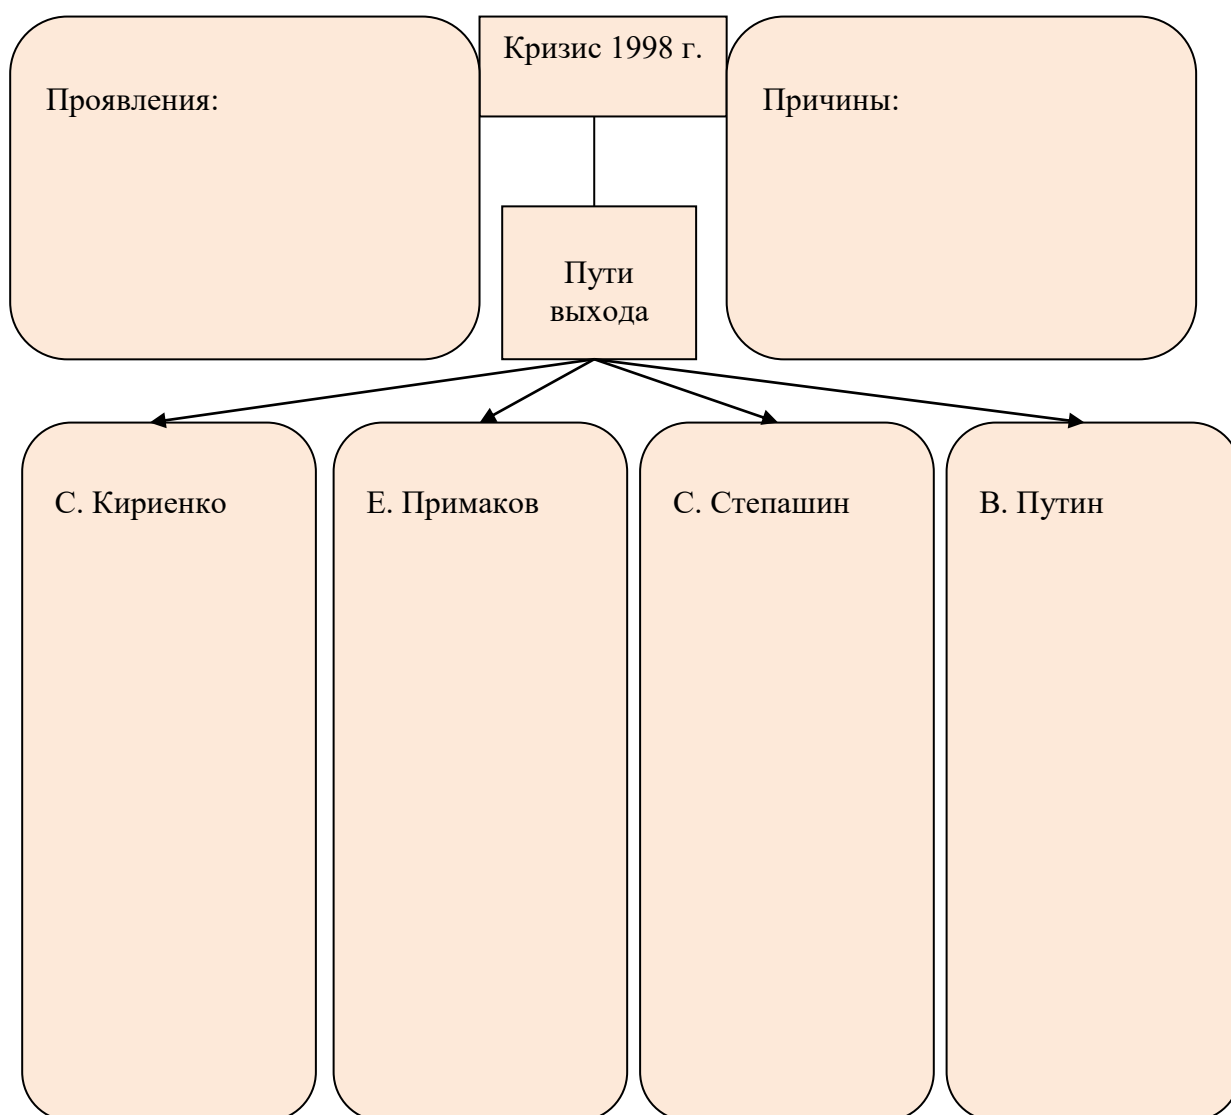 Кризис 1998 г.
Проявления:
Причины:
Пути
выхода
С. Кириенко
Е. Примаков
С. Степашин
В. Путин